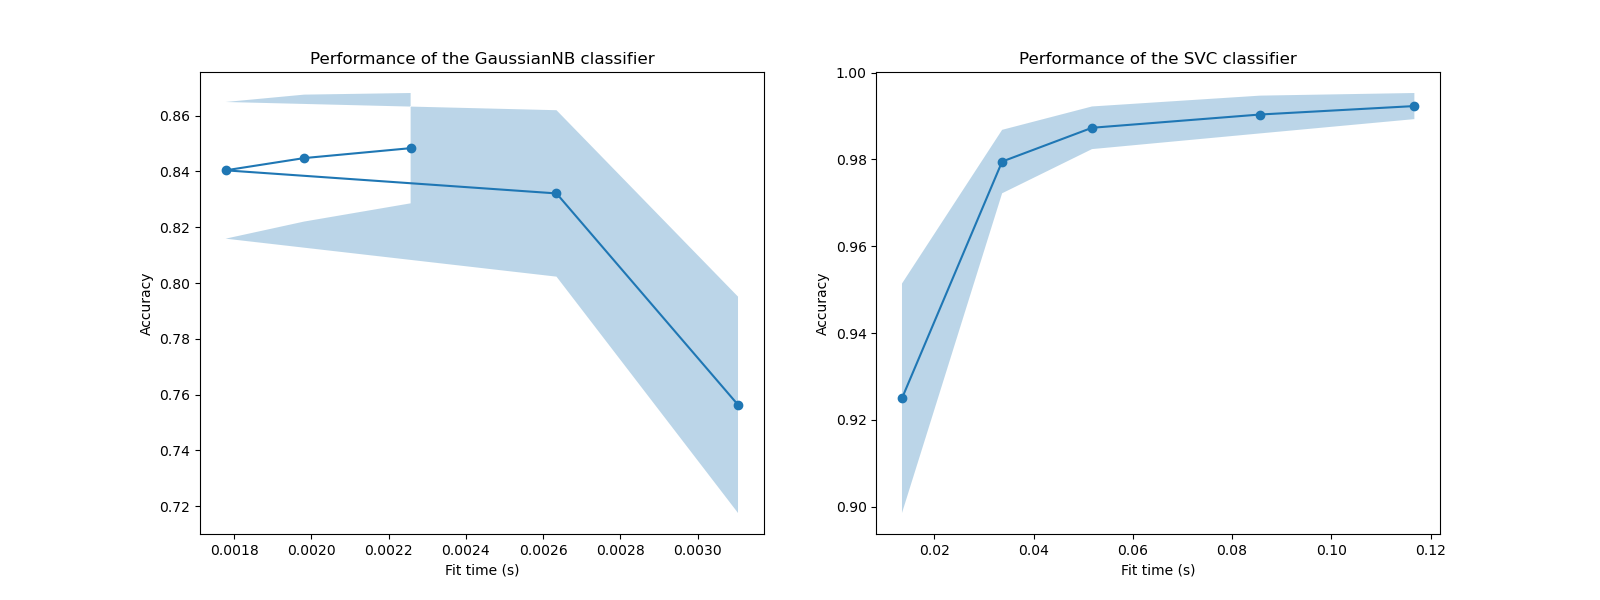 Performance of the GaussianNB classifier
Accuracy
0.86
0.84
0.82
0.80
0.78
0.76
0.74
0.72
0.0018 0.0020 0.0022 0.0024 0.0026 0.0028 0.0030
Fit time (s)
Performance of the SVC classifier
Accuracy
1.00
0.98
0.96
0.94
0.92
0.90
0.02 0.04 0.06 0.08 0.10 0.12
Fit time (s)